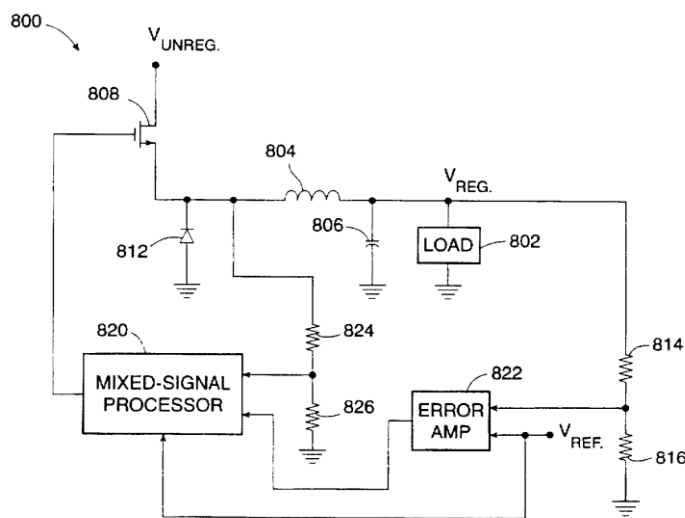 800
V UNREG.
808
804
V REG.
806
812
LOAD
802
824
820
814
822
MIXED-SIGNAL
PROCESSOR
826
ERROR
AMP
V REF.
816